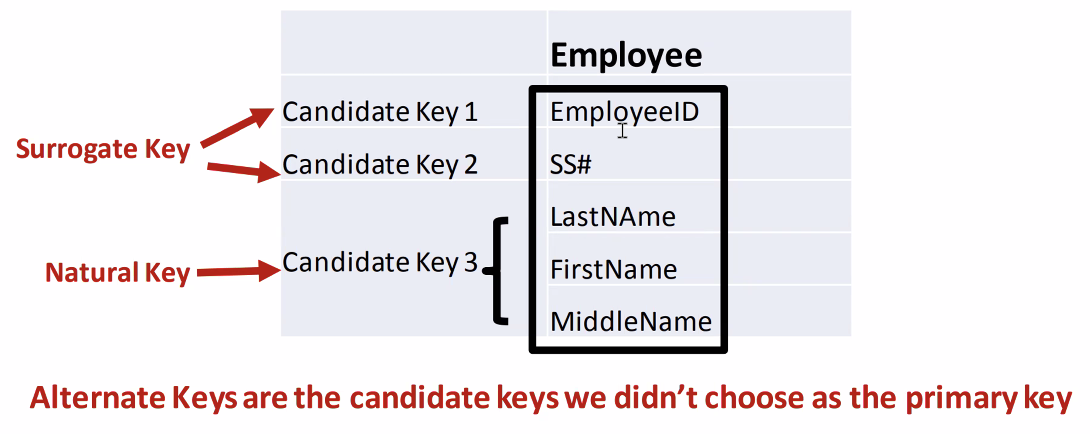 Employee
Candidate Key 1
EmployeeID
Surrogate Key
Candidate Key 2
SS#
LastNAme
Natural Key
Candidate Key 3
FirstName
MiddleName
Alternate Keys are the candidate keys we didn’t choose as the primary key